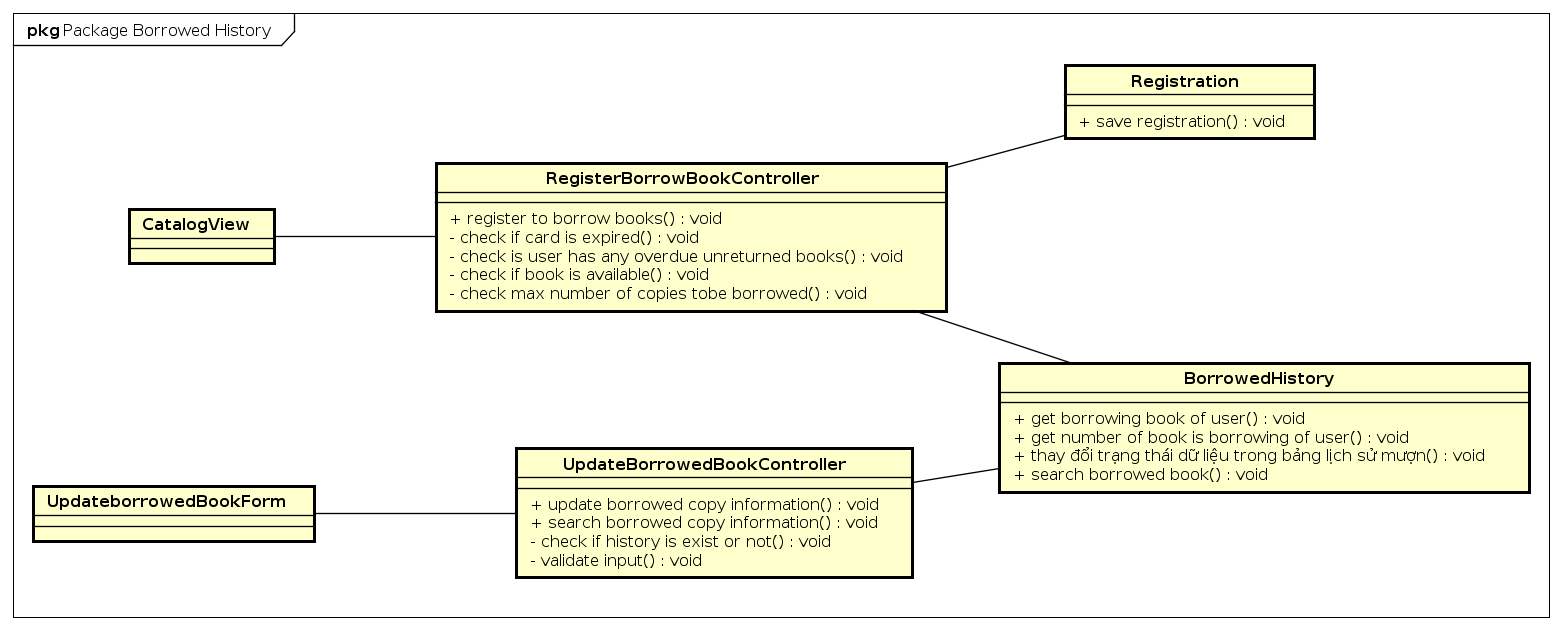 pkg Package Borrowed History
Registration
+ save registration() : void
RegisterBorrowBookController
+ register to borrow books() : void
- check if card is expired() : void
- check is user has any overdue unreturned books() : void
- check if book is available() : void
- check max number of copies tobe borrowed() : void
CatalogView
BorrowedHistory
+ get borrowing book of user() : void
+ get number of book is borrowing of user() : void
+ thay đổi trạng thái dữ liệu trong bảng lịch sử mượn() : void
+ search borrowed book() : void
UpdateBorrowedBookController
+ update borrowed copy information() : void
+ search borrowed copy information() : void
- check if history is exist or not() : void
- validate input() : void
UpdateborrowedBookForm